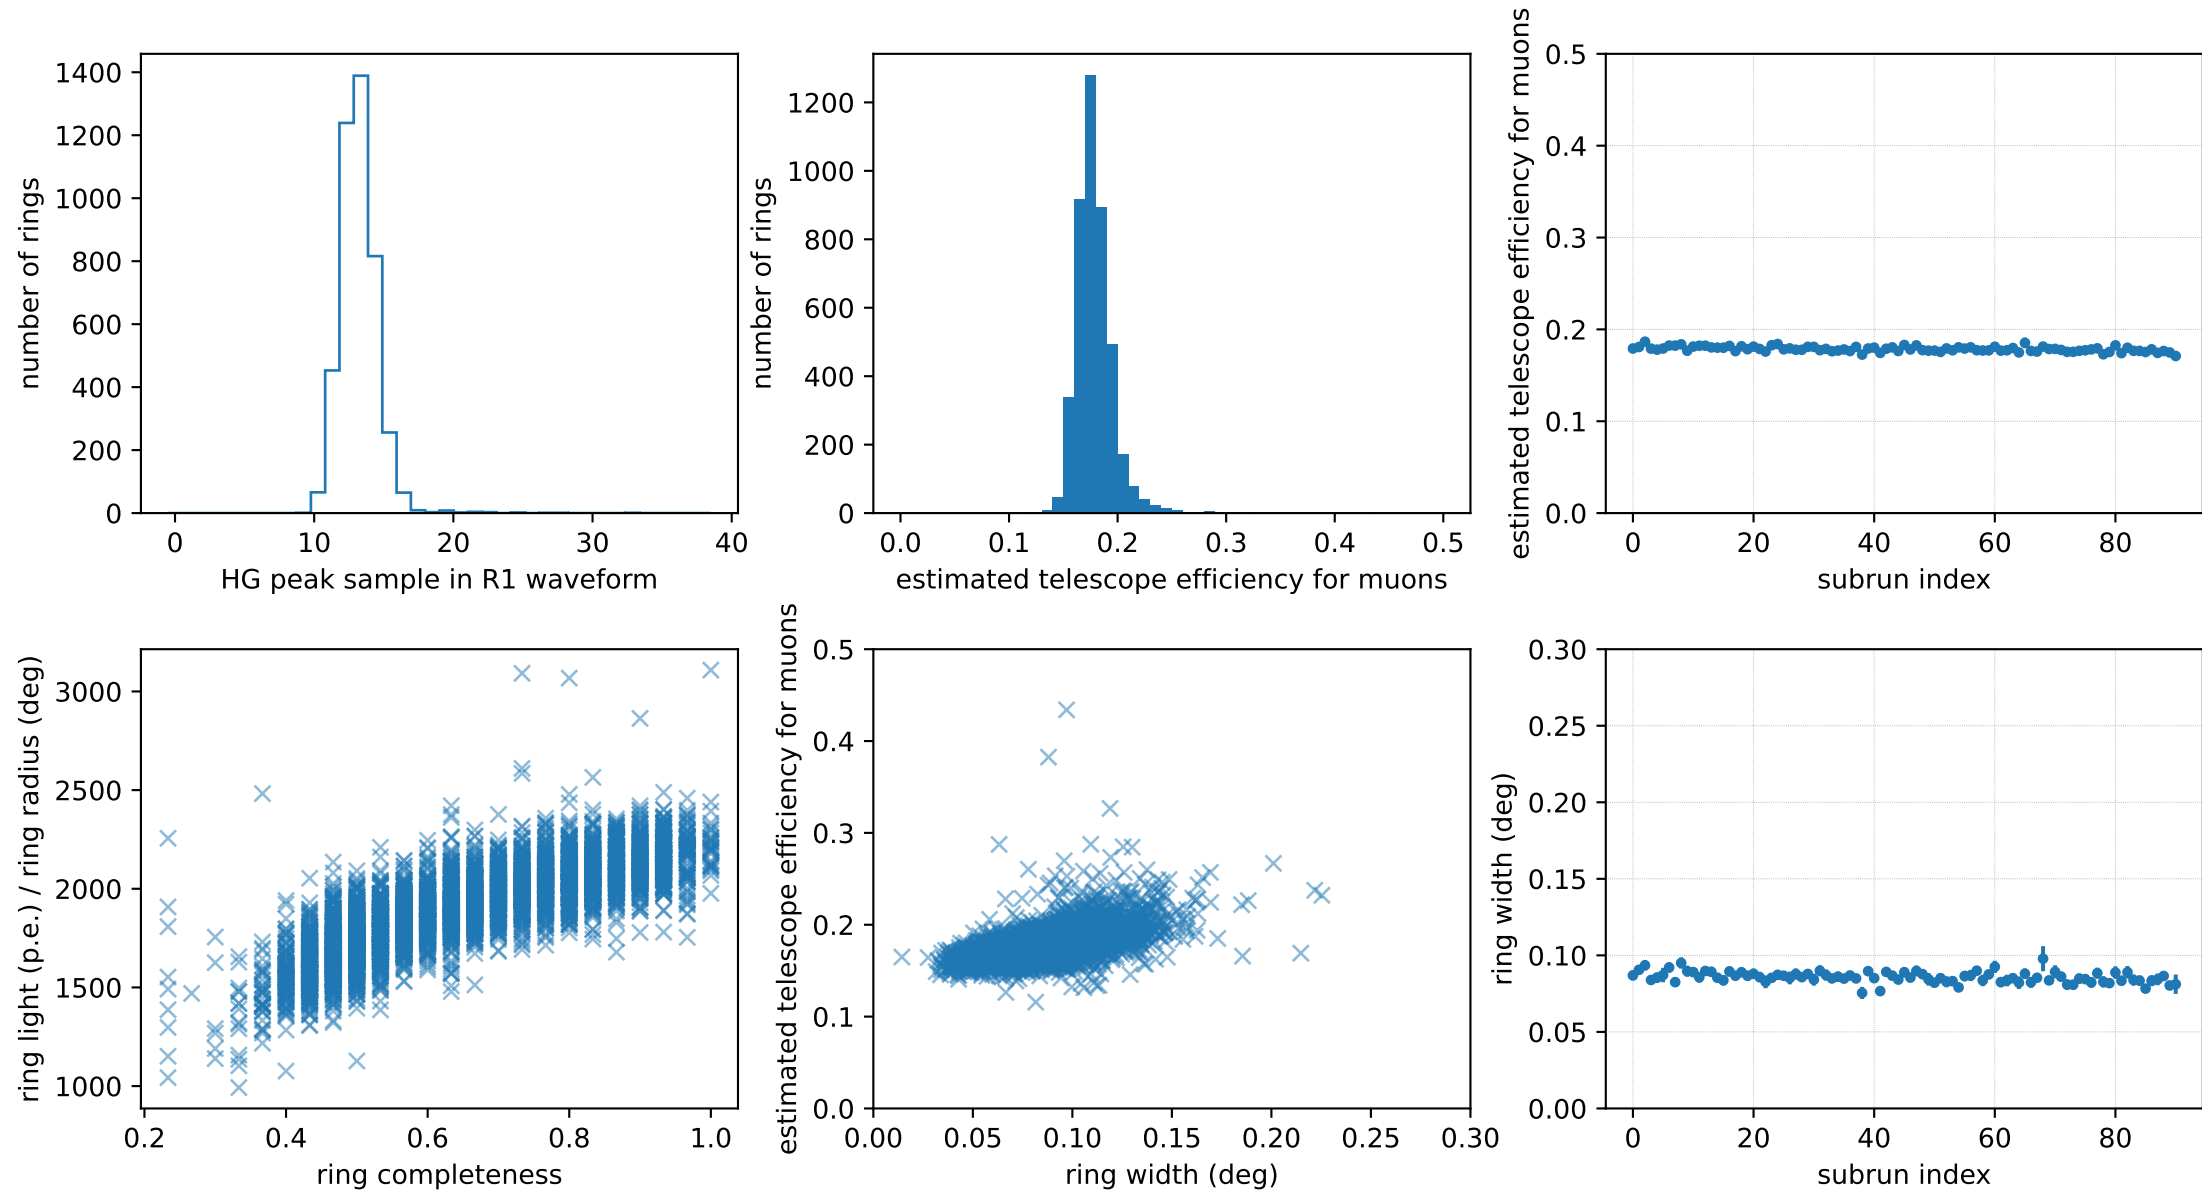 number of rings
1400
1200
1000
800
600
400
200
0
0 10 20 30 40
HG peak sample in R1 waveform
number of rings
1200
1000
800
600
400
200
0
0.0 0.1 0.2 0.3 0.4 0.5
estimated telescope efficiency for muons
estimated telescope efficiency for muons
0.5
0.4
0.3
0.2
0.1
0.0
0 20 40 60 80
subrun index
ring light (p.e.) / ring radius (deg)
3000
2500
2000
1500
1000
0.2 0.4 0.6 0.8 1.0
ring completeness
estimated telescope efficiency for muons
0.5
0.4
0.3
0.2
0.1
0.0
0.00 0.05 0.10 0.15 0.20 0.25 0.30
ring width (deg)
ring width (deg)
0.30
0.25
0.20
0.15
0.10
0.05
0.00
0 20 40 60 80
subrun index